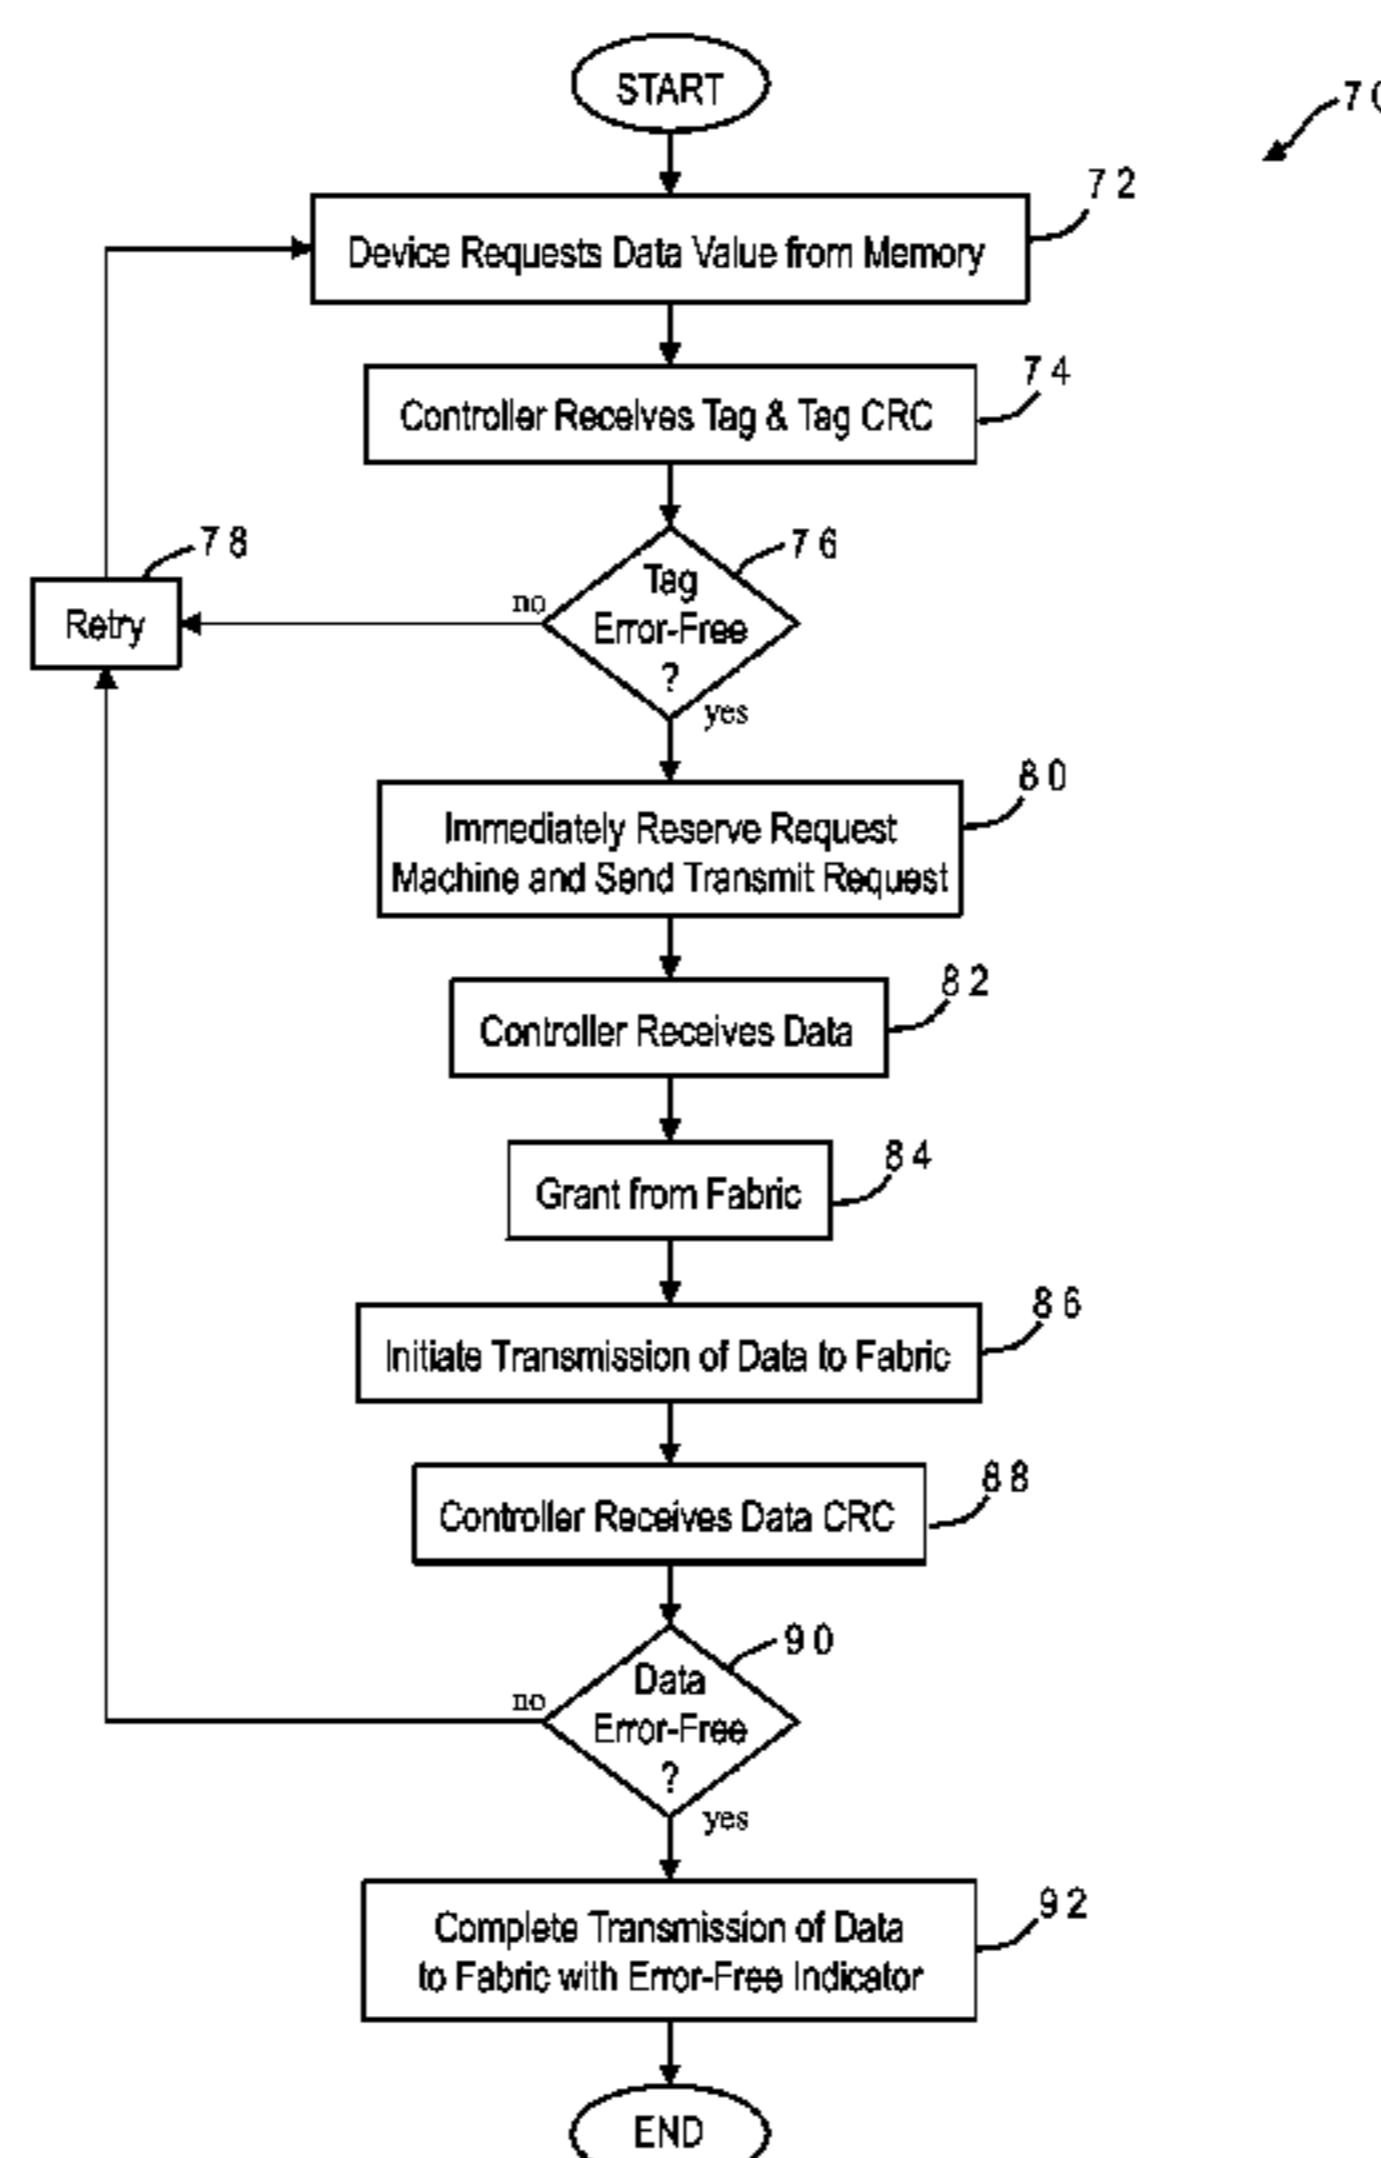 START
70
72
Device Requests Data Value from Memory
74
Controller Receives Tag & Tag CRC
78
76
Retry
no
Tag
Error-Free
?
yes
80
Immediately Reserve Request
Machine and Send Transmit Request
82
Controller Receives Data
84
Grant from Fabric
86
Initiate Transmission of Data to Fabric
88
Controller Receives Data CRC
90
no
Data
Error-Free
?
yes
92
Complete Transmission of Data
to Fabric with Error-Free Indicator
END